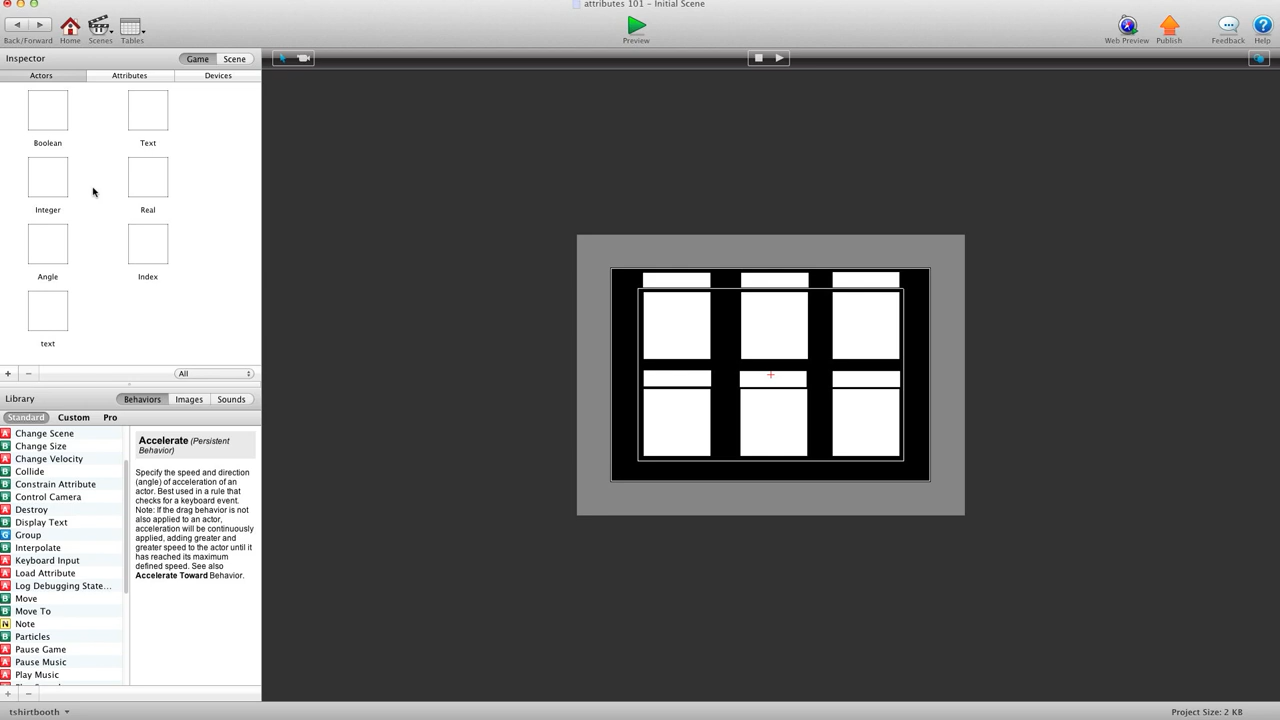 attributes 101 - Initial Scene
Back/Forward Home Scenes Tables Preview Web Preview Publish Feedback Help
Inspector Game Scene
Actors Attributes Devices
Boolean Text
Integer Real
Angle Index
text
+ - All
Library Behaviors Images Sounds
Standard Custom Pro
A Change Scene
B Change Size
A Change Velocity
B Collide
B Constrain Attribute
B Control Camera
A Destroy
B Display Text
G Group
B Interpolate
A Keyboard Input
A Load Attribute
A Log Debugging State...
B Move
B Move To
N Note
B Particles
A Pause Game
A Pause Music
A Play Music
Accelerate (Persistent
Behavior)
Specify the speed and direction
(angle) of acceleration of an
actor. Best used in a rule that
checks for a keyboard event.
Note: If the drag behavior is not
also applied to an actor,
acceleration will be continuously
applied, adding greater and
greater speed to the actor until it
has reached its maximum
defined speed. See also
Accelerate Toward Behavior.
+ -
tshirtbooth Project Size: 2 KB